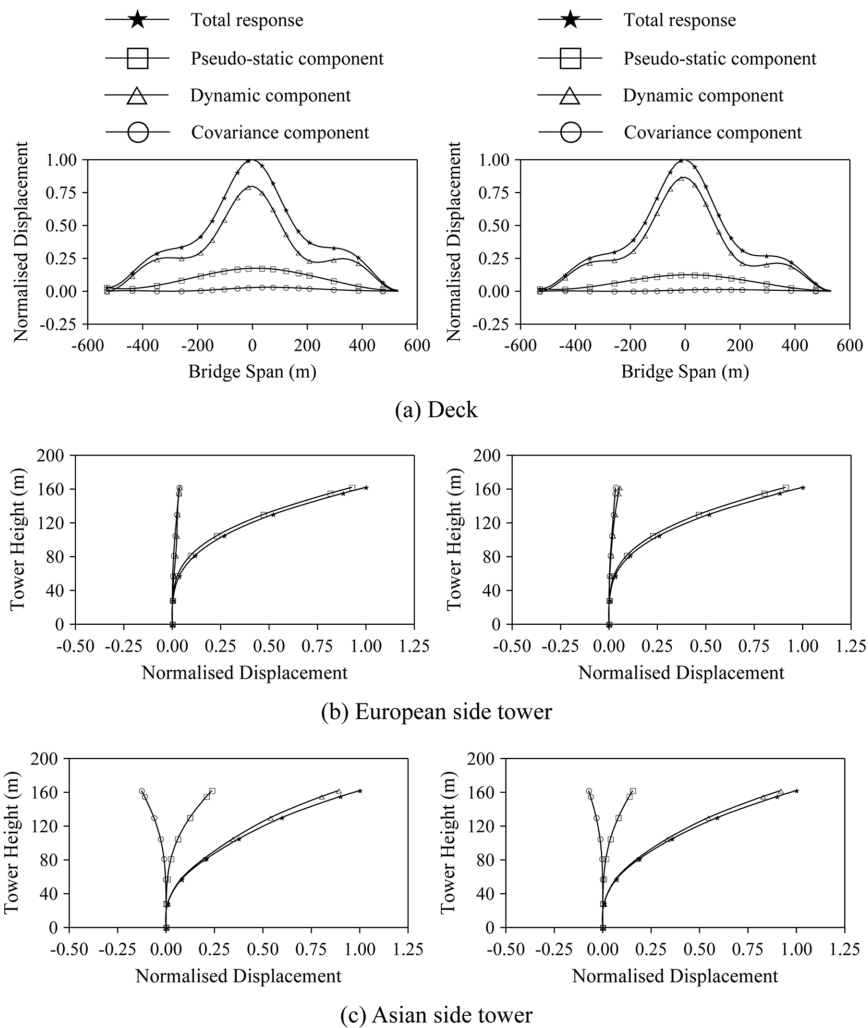 Total response
Pseudo-static component
Dynamic component
Covariance component
Total response
Pseudo-static component
Dynamic component
Covariance component
Normalised Displacement
1.00
0.75
0.50
0.25
0.00
-0.25
-600 -400 -200 0 200 400 600
Bridge Span (m)
Normalised Displacement
1.00
0.75
0.50
0.25
0.00
-0.25
-600 -400 -200 0 200 400 600
Bridge Span (m)
(a) Deck
Tower Height (m)
200
160
120
80
40
0
-0.50 -0.25 0.00 0.25 0.50 0.75 1.00 1.25
Normalised Displacement
Tower Height (m)
200
160
120
80
40
0
-0.50 -0.25 0.00 0.25 0.50 0.75 1.00 1.25
Normalised Displacement
(b) European side tower
Tower Height (m)
200
160
120
80
40
0
-0.50 -0.25 0.00 0.25 0.50 0.75 1.00 1.25
Normalised Displacement
Tower Height (m)
200
160
120
80
40
0
-0.50 -0.25 0.00 0.25 0.50 0.75 1.00 1.25
Normalised Displacement
(c) Asian side tower